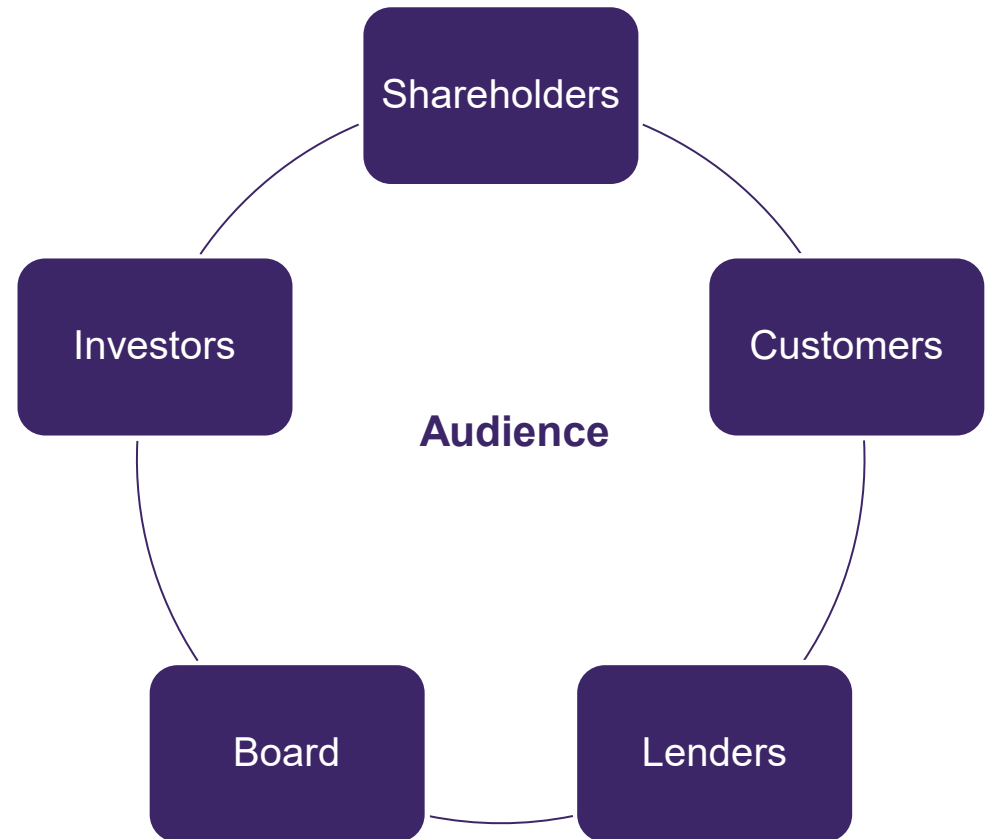 Shareholders
Investors
Customers
Audience
Board
Lenders